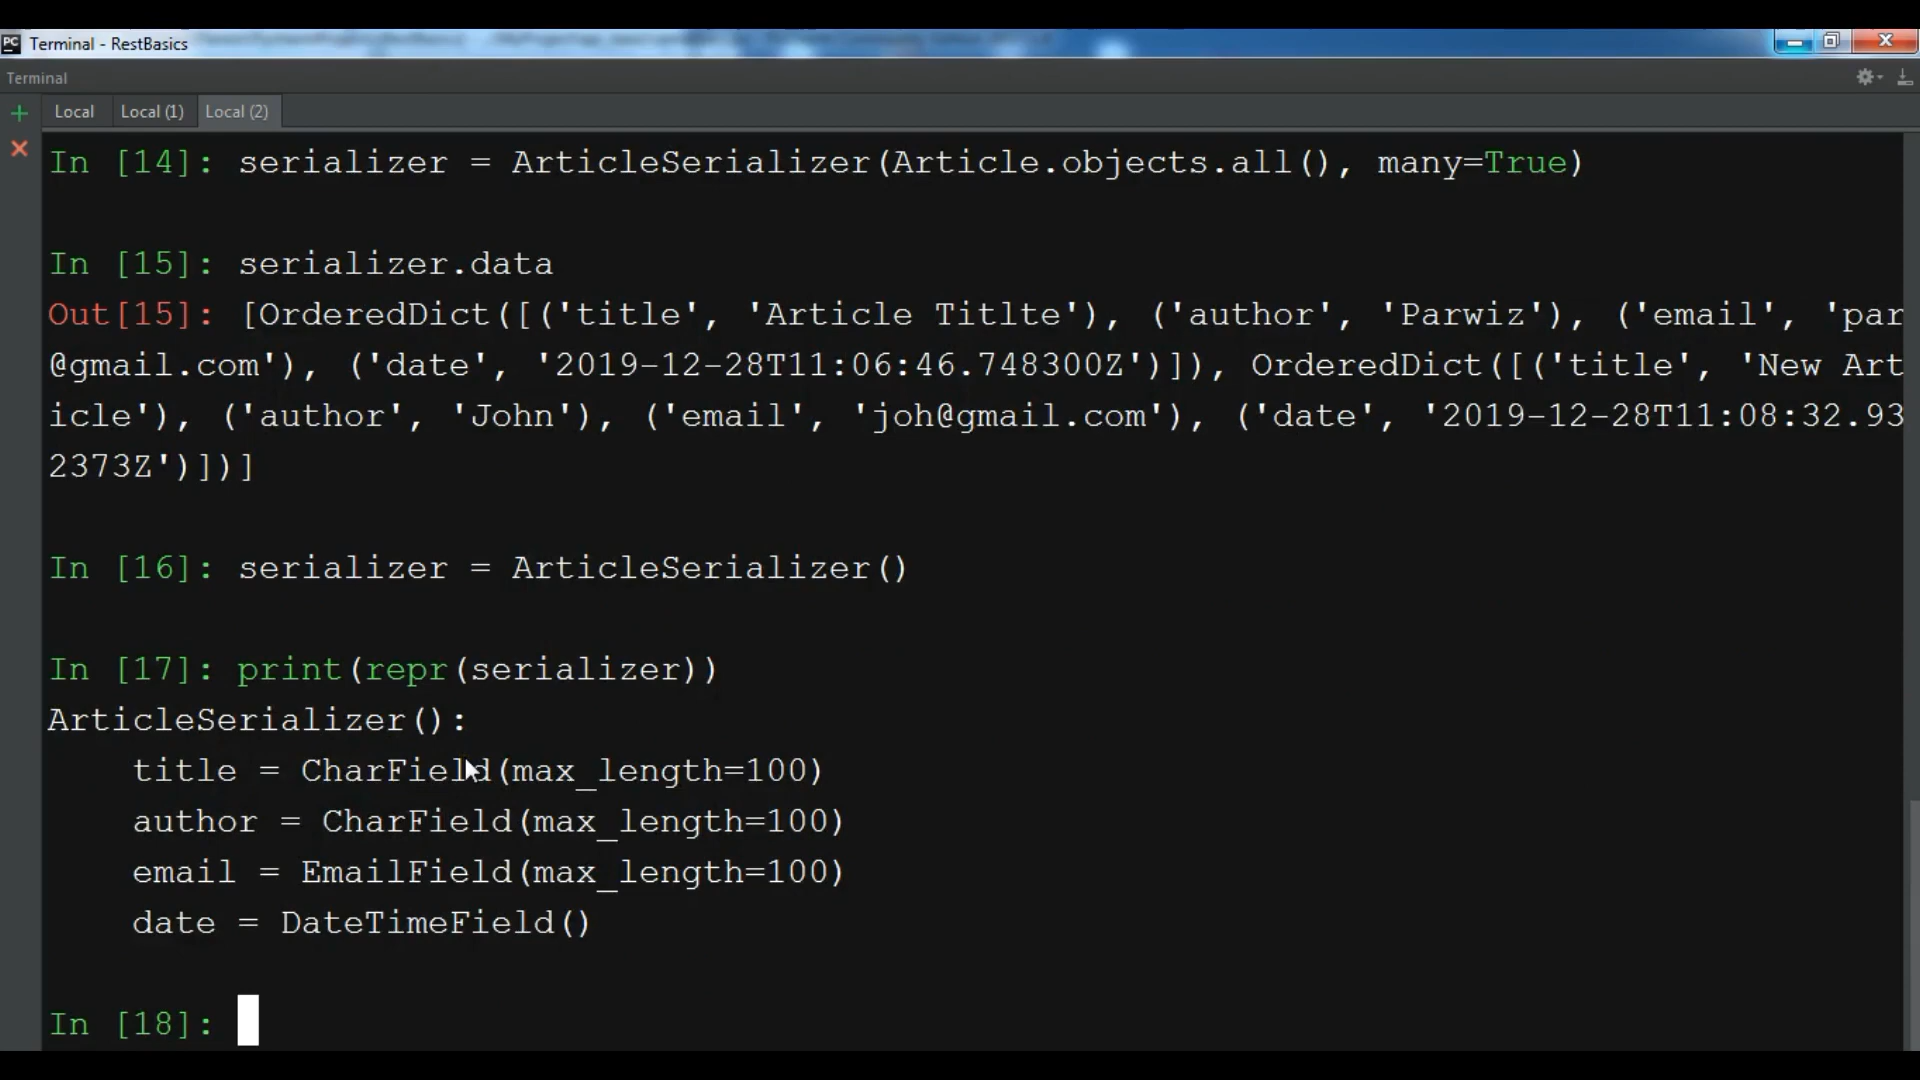 PC Terminal - RestBasics
Terminal
Local Local (1) Local (2)
In [14]: serializer = ArticleSerializer(Article.objects.all(), many=True)
In [15]: serializer.data
Out[15]: [OrderedDict([('title', 'Article Titlte'), ('author', 'Parwiz'), ('email', 'par
@gmail.com'), ('date', '2019-12-28T11:06:46.748300Z')]), OrderedDict([('title', 'New Art
icle'), ('author', 'John'), ('email', 'joh@gmail.com'), ('date', '2019-12-28T11:08:32.93
2373Z')])]
In [16]: serializer = ArticleSerializer()
In [17]: print(repr(serializer))
ArticleSerializer():
    title = CharField(max_length=100)
    author = CharField(max_length=100)
    email = EmailField(max_length=100)
    date = DateTimeField()
In [18]: